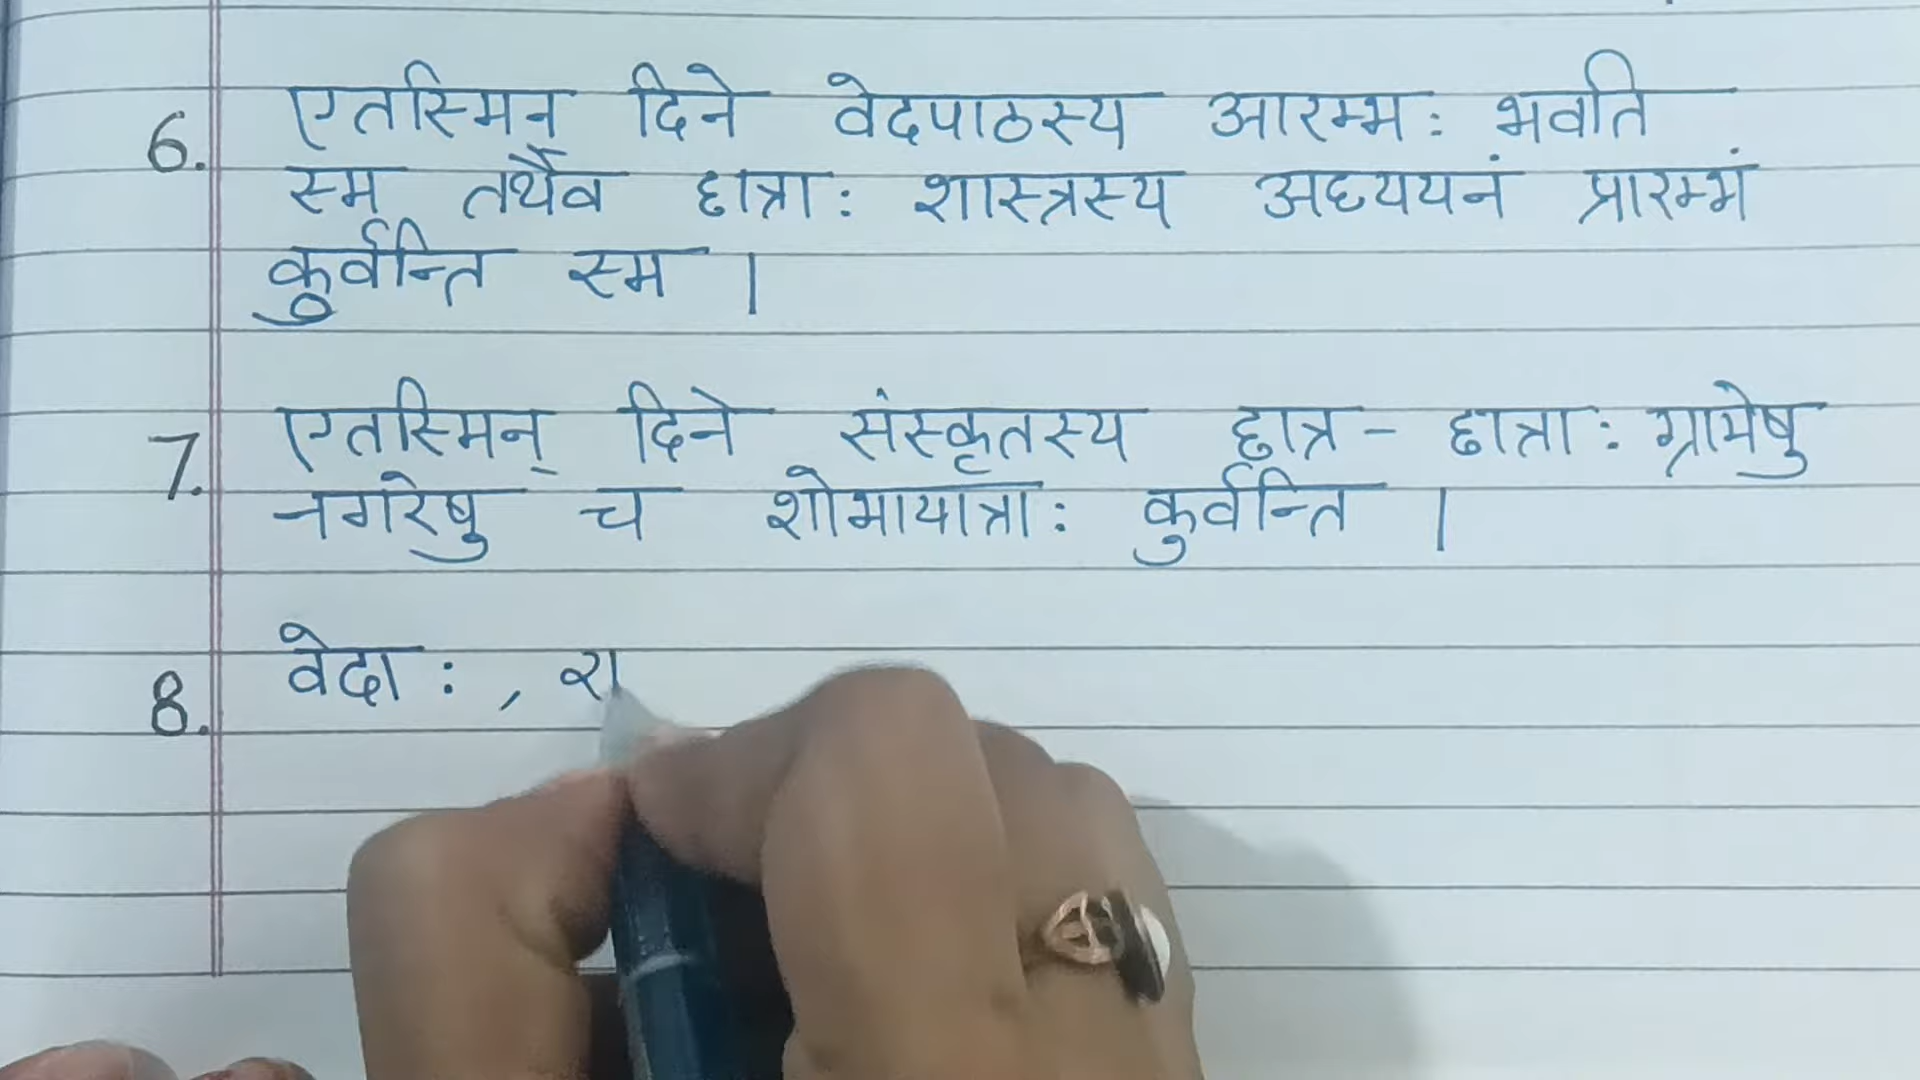 6. एतस्मिन् दिने वेदपाठस्य आरम्भः भवति
स्म तथैव छात्राः शास्त्रस्य अध्ययनं प्रारम्भं
कुर्वन्ति स्म ।
7. एतस्मिन् दिने संस्कृतस्य छात्र - छात्राः ग्रामेषु
नगरेषु च शोभायात्राः कुर्वन्ति ।
8. वेदाः ,